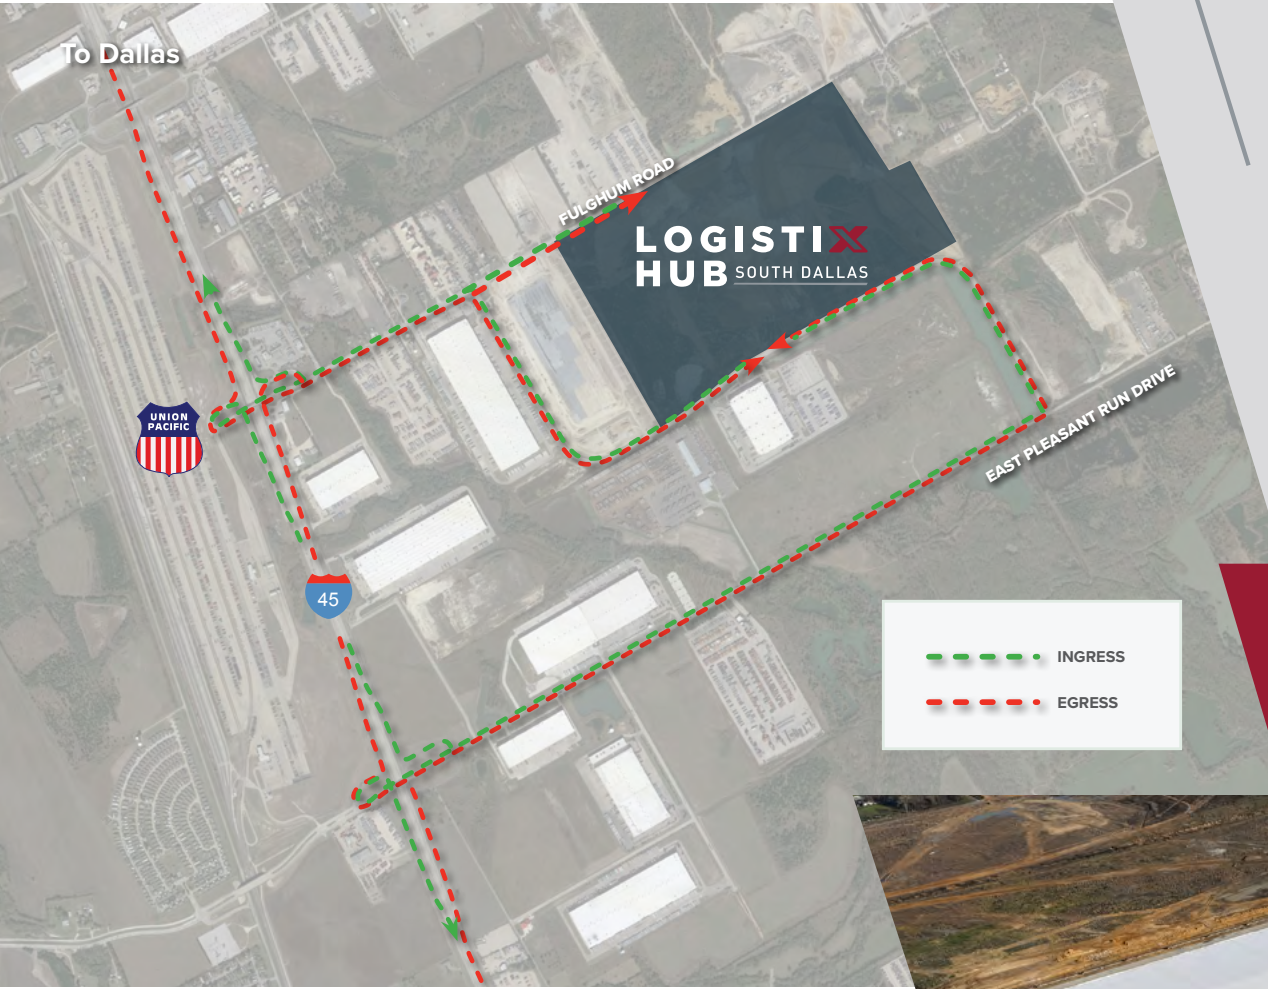 To Dallas
FULGHUM ROAD
LOGISTIX
HUB SOUTH DALLAS
UNION
PACIFIC
EAST PLEASANT RUN DRIVE
45
INGRESS
EGRESS